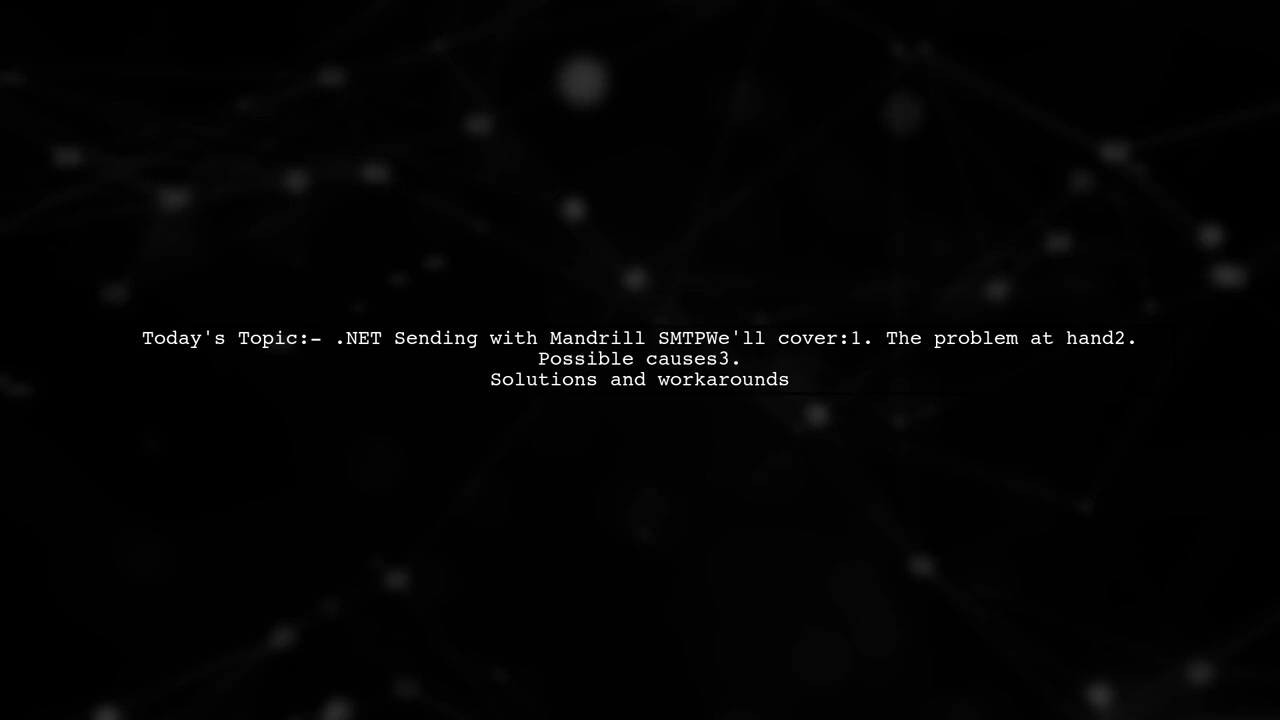 Today's Topic:- .NET Sending with Mandrill SMTPWe'll cover:1. The problem at hand2.
Possible causes3.
Solutions and workarounds